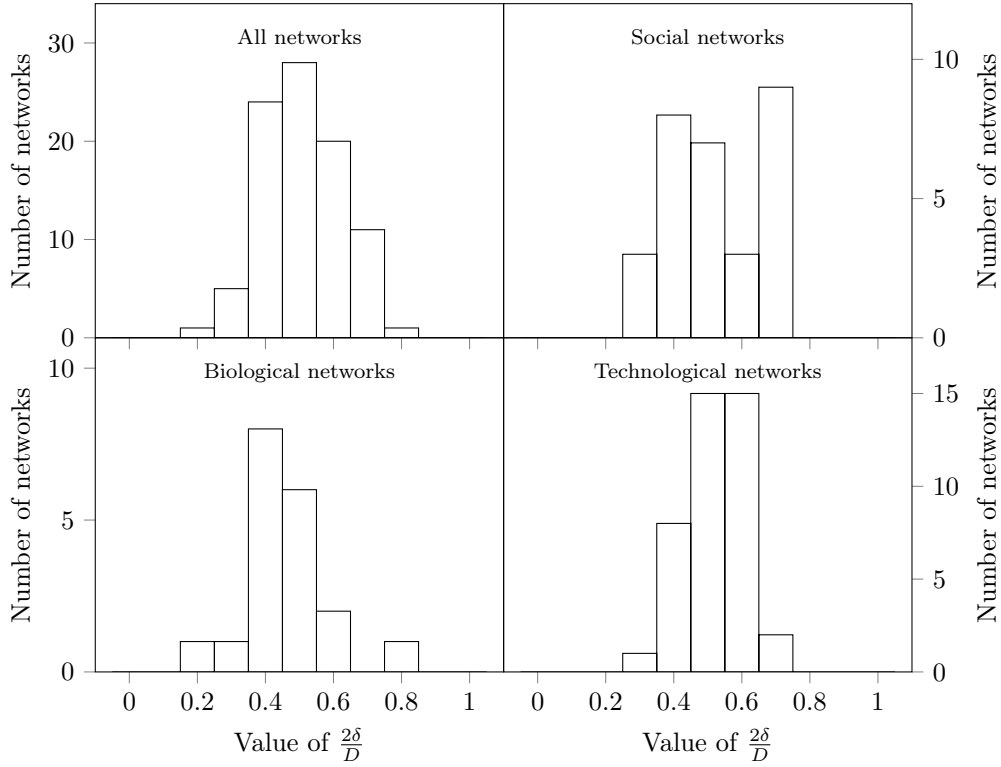 All networks
Number of networks
30
20
10
0
Social networks
Number of networks
10
5
0
Biological networks
Number of networks
10
5
0
0 0.2 0.4 0.6 0.8 1
Value of 2δ/D
Technological networks
Number of networks
15
10
5
0
0 0.2 0.4 0.6 0.8 1
Value of 2δ/D